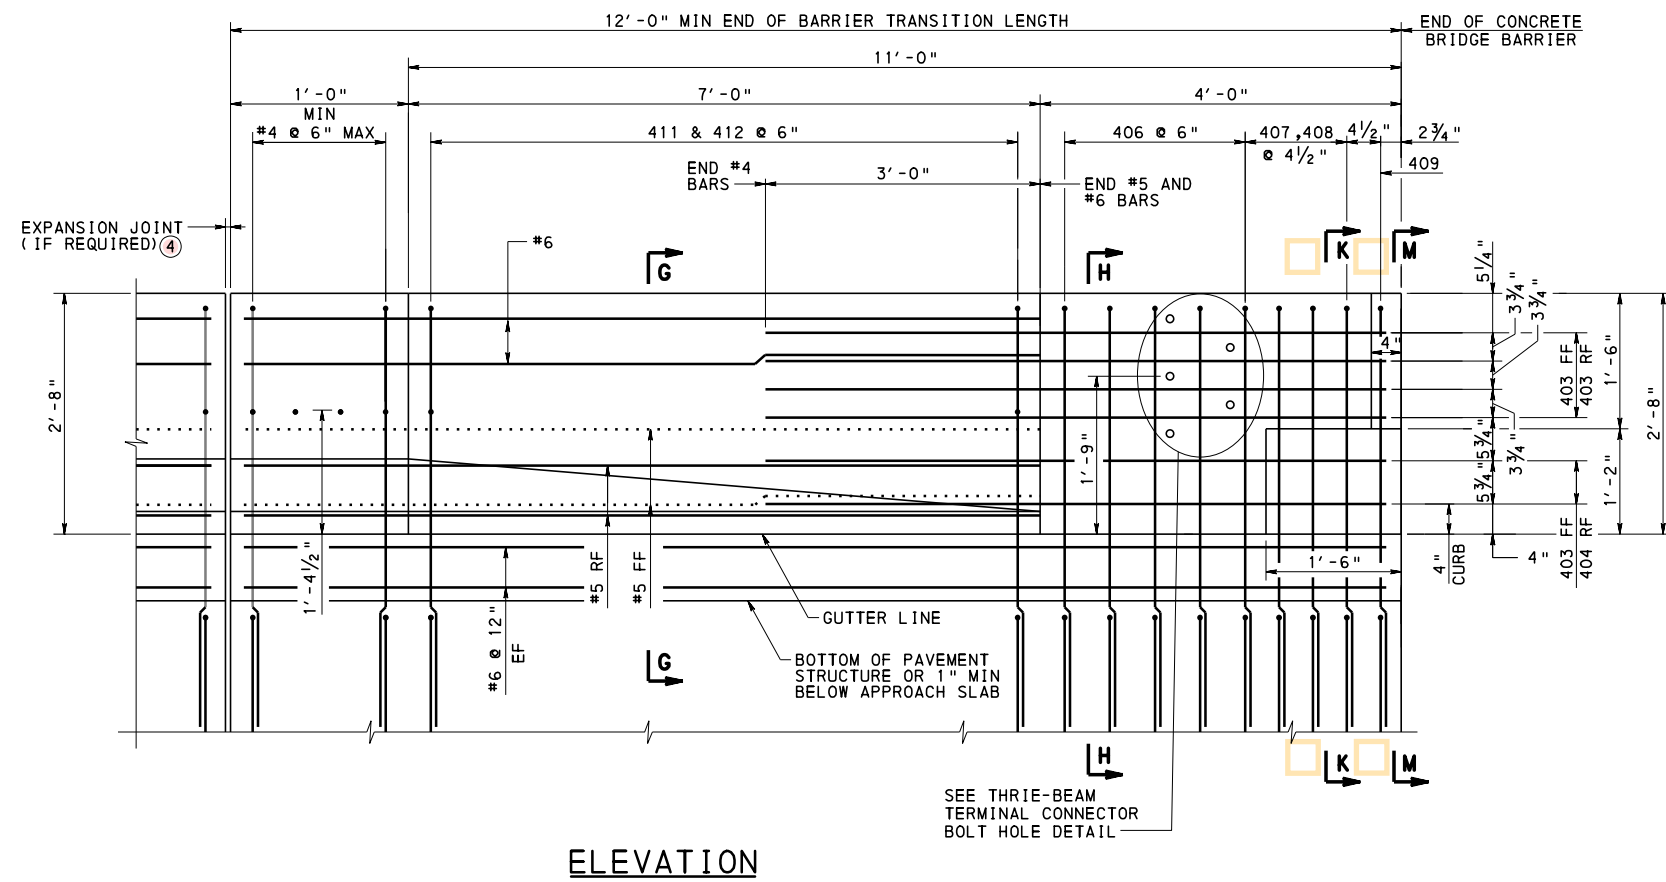 12'-0" MIN END OF BARRIER TRANSITION LENGTH
END OF CONCRETE
BRIDGE BARRIER
11'-0"
1'-0"
MIN
7'-0"
4'-0"
#4 @ 6" MAX
411 & 412 @ 6"
406 @ 6"
407,408
@ 4½"
4½"
2¾"
409
END #4
BARS
3'-0"
END #5 AND
#6 BARS
EXPANSION JOINT
(IF REQUIRED) 4
#6
G
H
K
M
5¼"
3¾"
3¾"
4"
2'-8"
403 FF
403 RF
1'-6"
2'-8"
1'-9"
5¾"
3¾"
5¾"
1'-2"
1'-4½"
#5 RF
#5 FF
1'-6"
4"
CURB
4"
403 FF
404 RF
#6 @ 12"
EF
GUTTER LINE
BOTTOM OF PAVEMENT
STRUCTURE OR 1" MIN
BELOW APPROACH SLAB
G
H
K
M
SEE THRIE-BEAM
TERMINAL CONNECTOR
BOLT HOLE DETAIL
ELEVATION